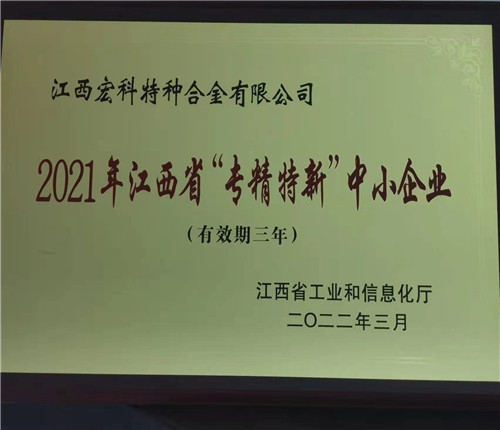 江西宏科特种合金有限公司
2021年江西省“专精特新”中小企业
（有效期三年）
江西省工业和信息化厅
二〇二二年三月